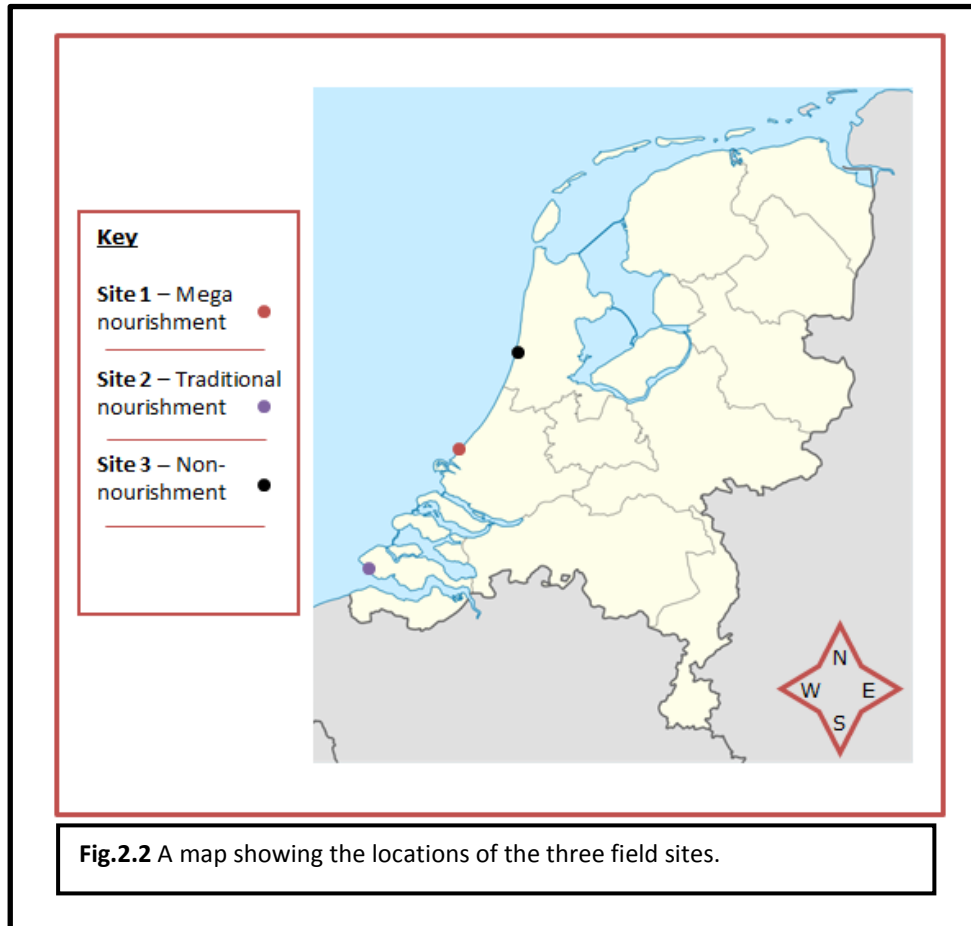 Key
Site 1 – Mega
nourishment
Site 2 – Traditional
nourishment
Site 3 – Non-
nourishment
N
W E
S
Fig.2.2 A map showing the locations of the three field sites.